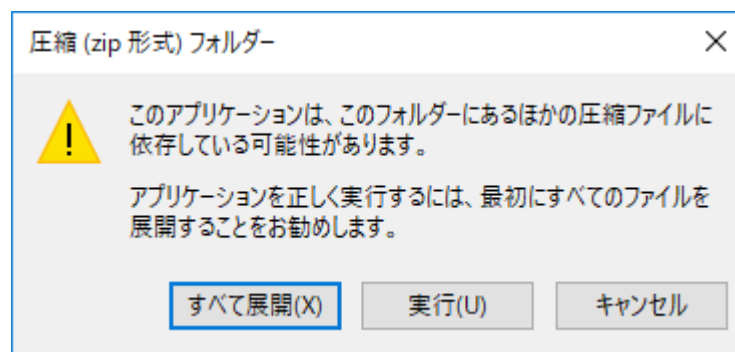 圧縮 (zip 形式) フォルダー
このアプリケーションは、このフォルダーにあるほかの圧縮ファイルに
依存している可能性があります。
アプリケーションを正しく実行するには、最初にすべてのファイルを
展開することをお勧めします。
すべて展開(X)
実行(U)
キャンセル